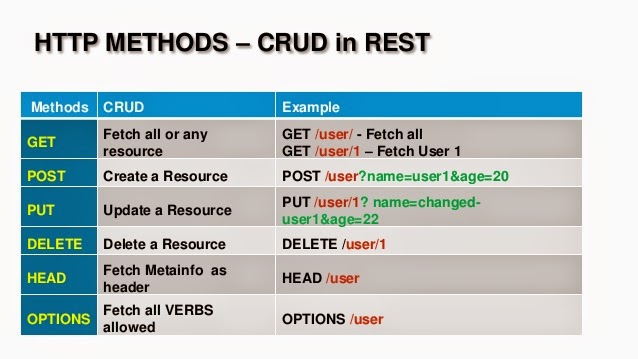 HTTP METHODS – CRUD in REST
Methods CRUD Example
GET Fetch all or any resource GET /user/ - Fetch all
GET /user/1 – Fetch User 1
POST Create a Resource POST /user?name=user1&age=20
PUT Update a Resource PUT /user/1? name=changed-
user1&age=22
DELETE Delete a Resource DELETE /user/1
HEAD Fetch Metainfo as
header HEAD /user
OPTIONS Fetch all VERBS
allowed OPTIONS /user